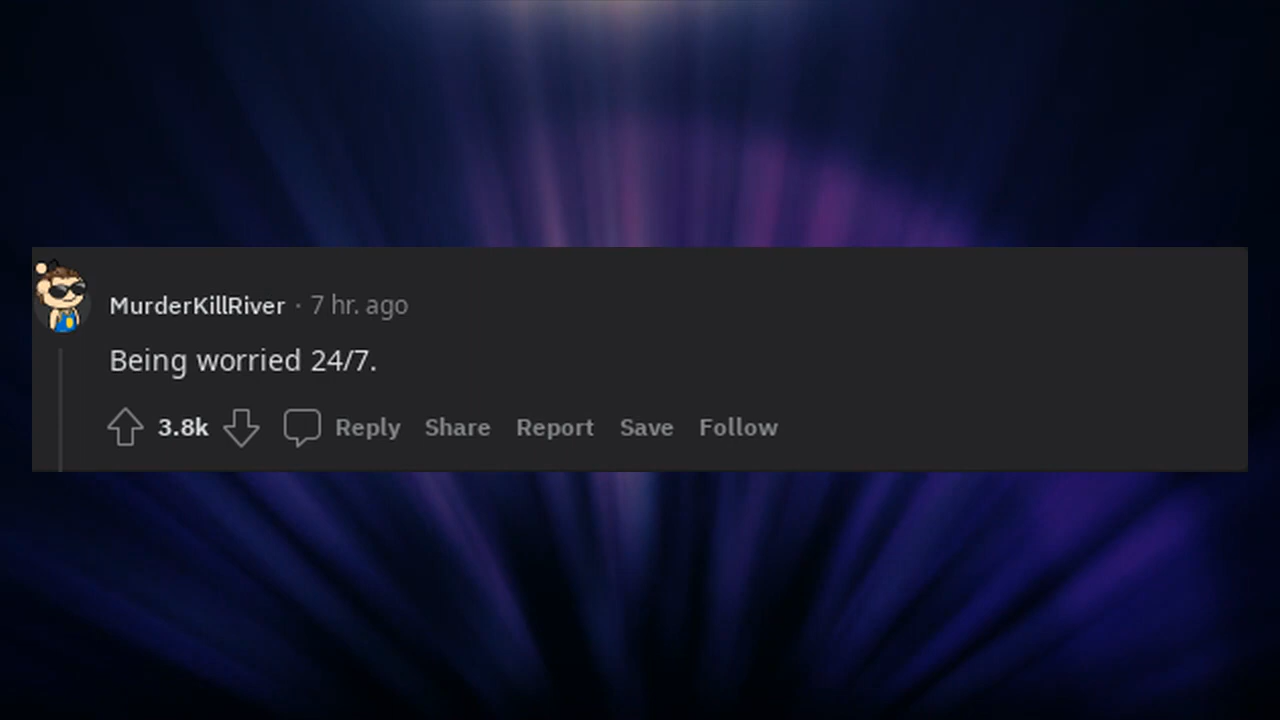 MurderKillRiver · 7 hr. ago
Being worried 24/7.
3.8k Reply Share Report Save Follow